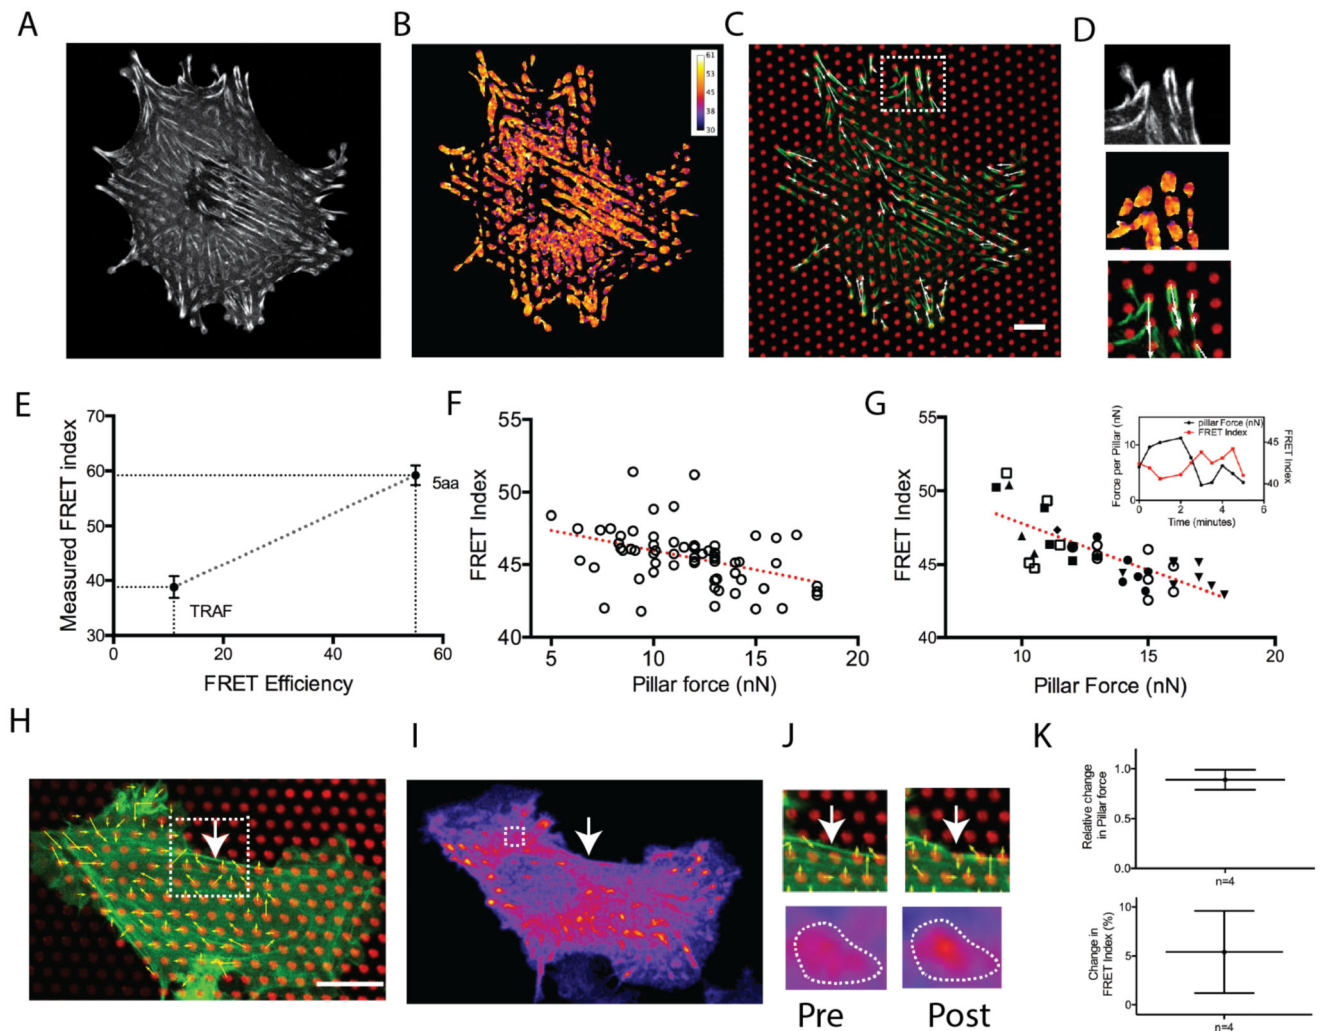 A
B
C
D
61
53
45
38
30
E
Measured FRET index
70
60
50
40
30
5aa
TRAF
0
20
40
60
FRET Efficiency
F
FRET Index
55
50
45
40
5
10
15
20
Pillar force (nN)
G
FRET Index
55
50
45
40
10
15
20
Pillar Force (nN)
Force per Pillar (nN)
10
0
pillar Force (nN)
FRET Index
45
40
FRET Index
0
2
4
6
Time (minutes)
H
I
J
Pre
Post
K
Relative change
in Pillar force
1.0
0.5
0.0
n=4
Change in
FRET Index (%)
10
5
0
n=4